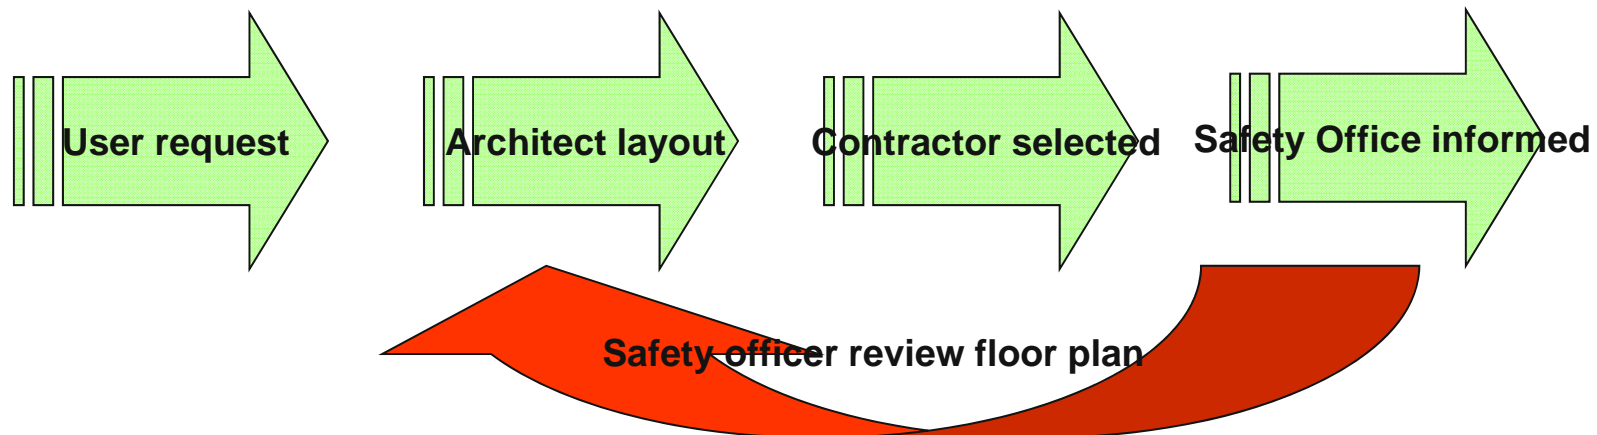 User request
Architect layout
Contractor selected
Safety Office informed
Safety officer review floor plan